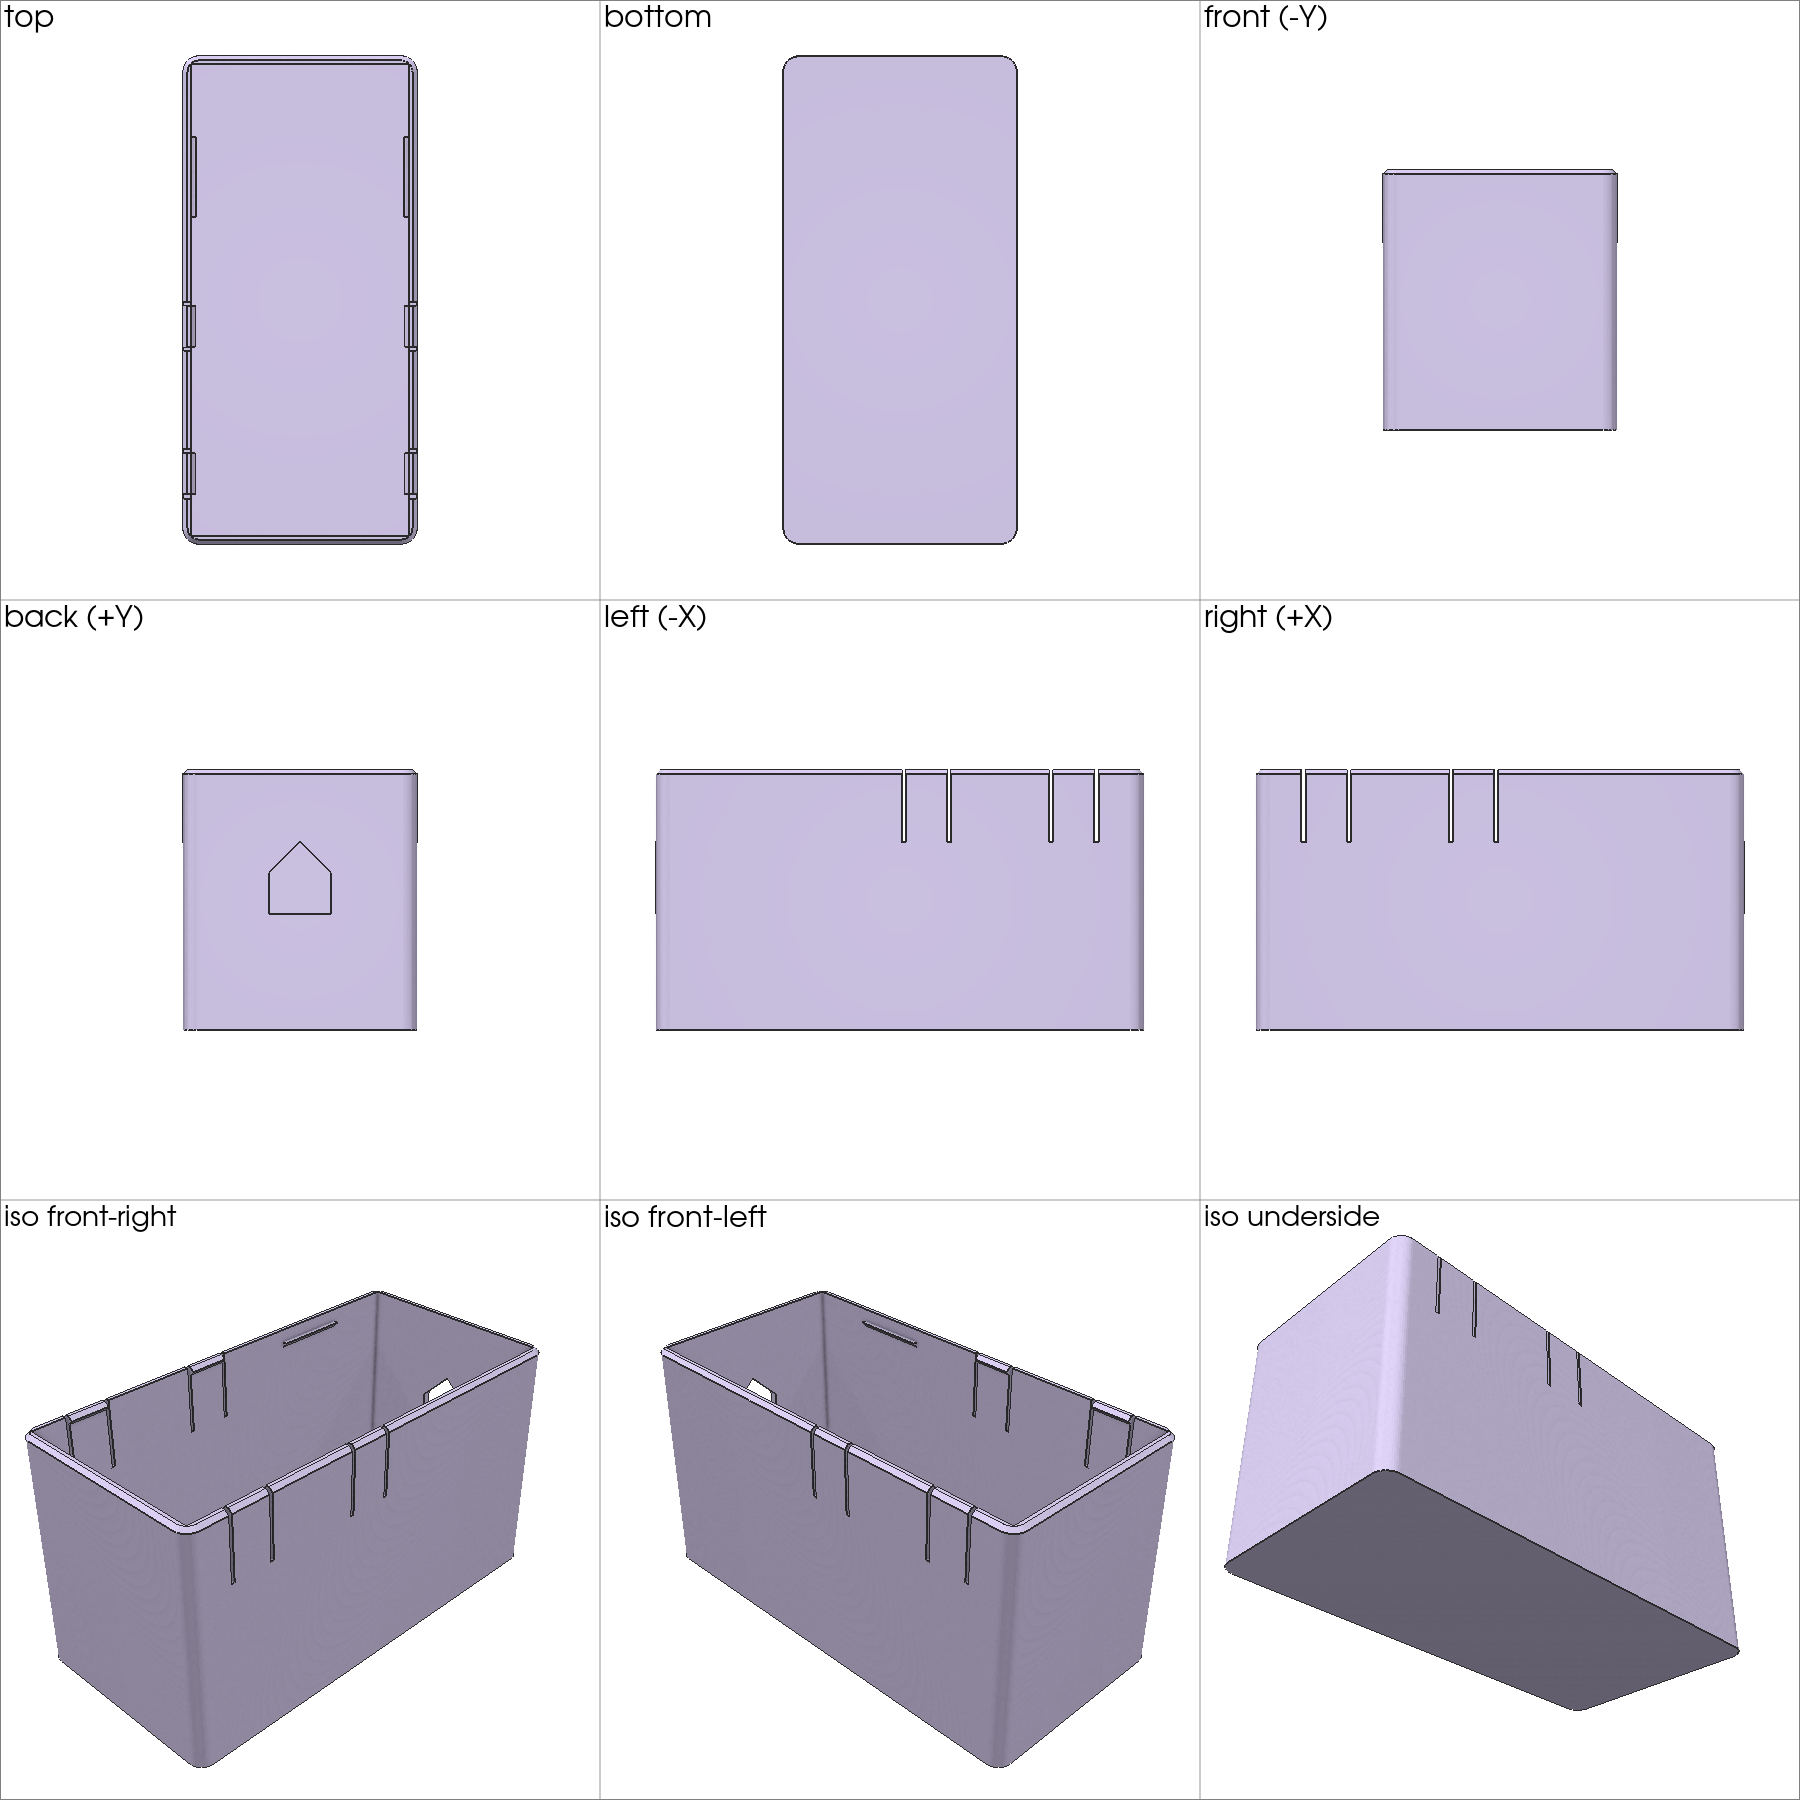 top
bottom
front (-Y)
back (+Y)
left (-X)
right (+X)
iso front-right
iso front-left
iso underside